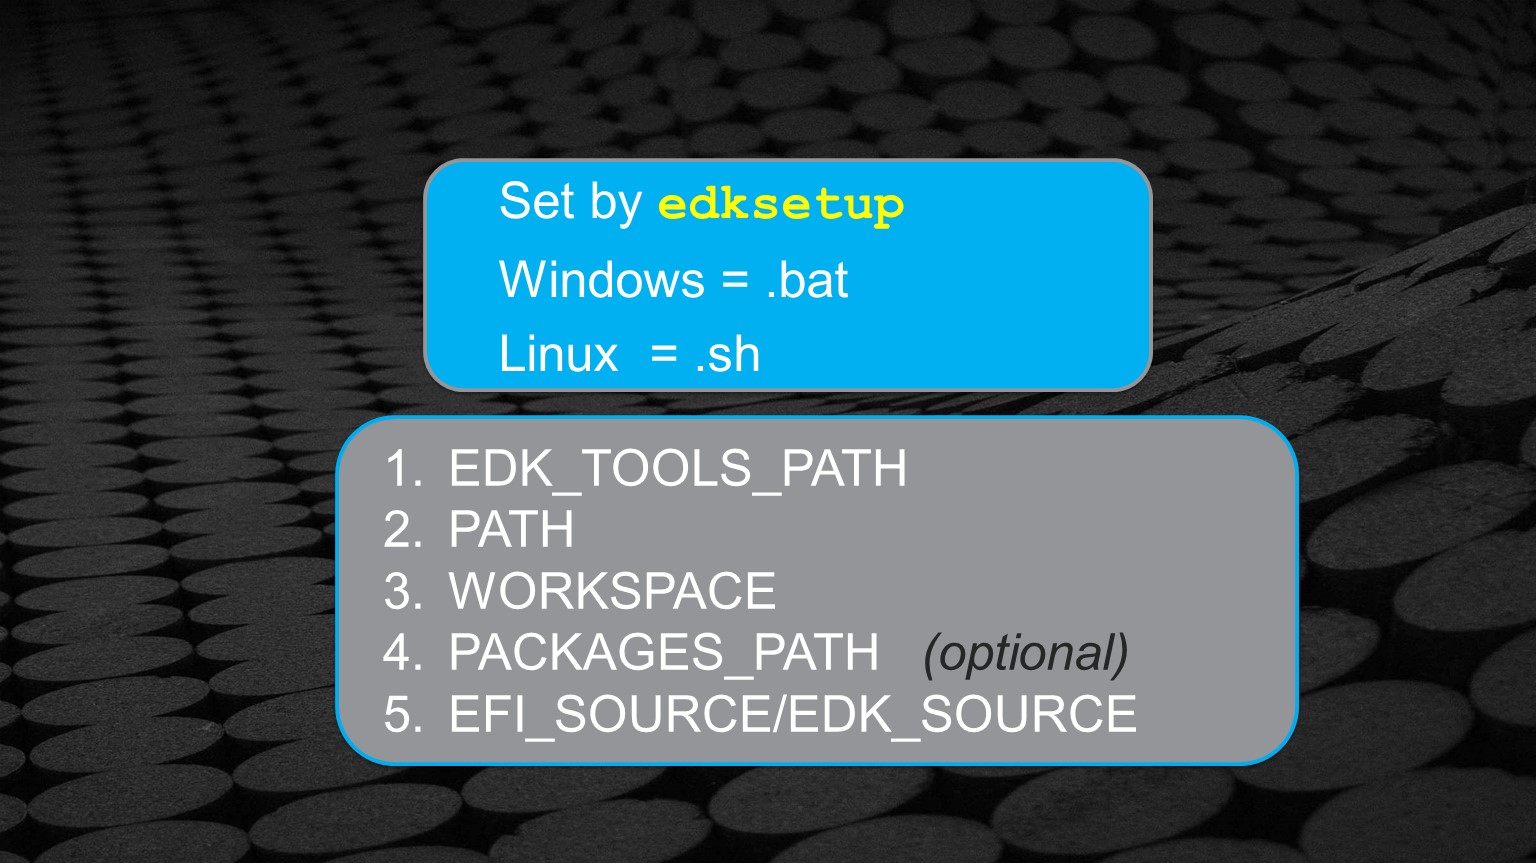 Set by edksetup
Windows = .bat
Linux = .sh
1. EDK_TOOLS_PATH
2. PATH
3. WORKSPACE
4. PACKAGES_PATH (optional)
5. EFI_SOURCE/EDK_SOURCE